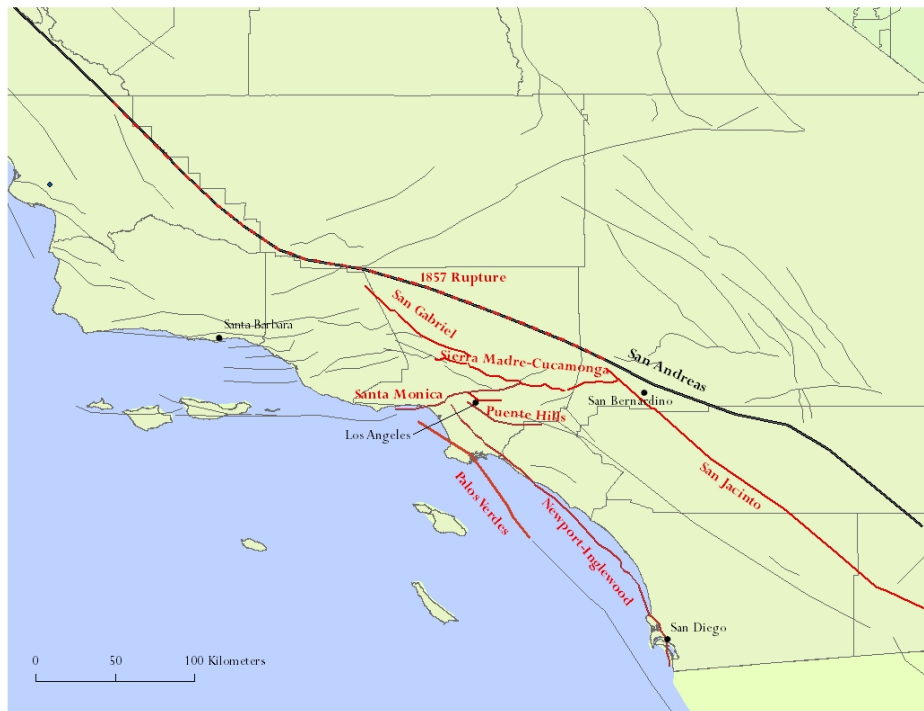 1857 Rupture
San Gabriel
Santa Barbara
Sierra Madre-Cucamonga
San Andreas
Santa Monica
San Bernardino
Puente Hills
Los Angeles
San Jacinto
Palos Verdes
Newport-Inglewood
San Diego
0 50 100 Kilometers